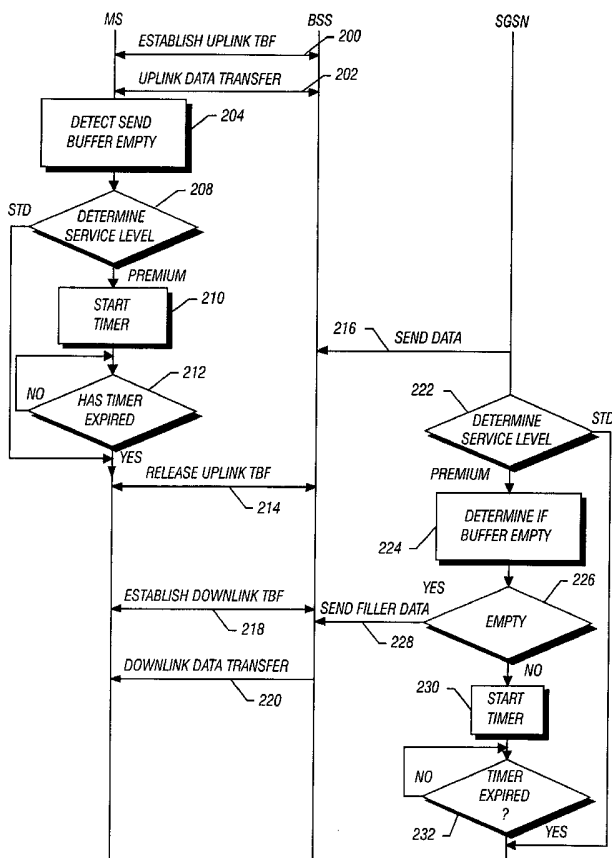 MS BSS SGSN
ESTABLISH UPLINK TBF
200
UPLINK DATA TRANSFER
202
DETECT SEND
BUFFER EMPTY
204
208
STD
DETERMINE
SERVICE LEVEL
PREMIUM
START
TIMER
210
216
SEND DATA
212
NO
HAS TIMER
EXPIRED
YES
222
DETERMINE
SERVICE LEVEL
STD
PREMIUM
RELEASE UPLINK TBF
214
DETERMINE IF
BUFFER EMPTY
224
226
YES
ESTABLISH DOWNLINK TBF
218
SEND FILLER DATA
228
EMPTY
NO
DOWNLINK DATA TRANSFER
220
230
START
TIMER
NO
TIMER
EXPIRED
?
232
YES